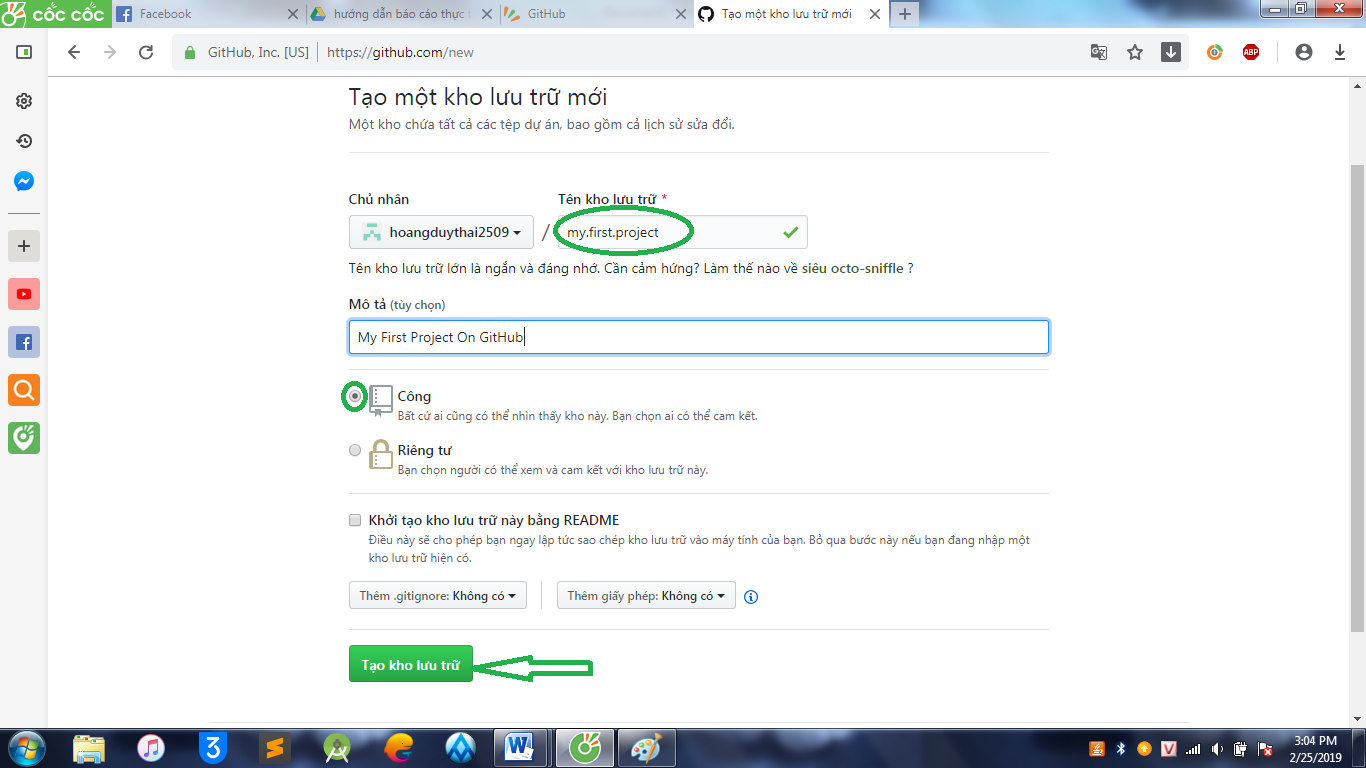 cốc cốc
Facebook
hướng dẫn báo cáo thực t
GitHub
Tạo một kho lưu trữ mới
GitHub, Inc. [US]
https://github.com/new
ABP
Tạo một kho lưu trữ mới
Một kho chứa tất cả các tệp dự án, bao gồm cả lịch sử sửa đổi.
Chủ nhân
Tên kho lưu trữ *
hoangduythai2509
/
my.first.project
Tên kho lưu trữ lớn là ngắn và đáng nhớ. Cần cảm hứng? Làm thế nào về siêu octo-sniffle ?
Mô tả (tùy chọn)
My First Project On GitHub
Công
Bất cứ ai cũng có thể nhìn thấy kho này. Bạn chọn ai có thể cam kết.
Riêng tư
Bạn chọn người có thể xem và cam kết với kho lưu trữ này.
Khởi tạo kho lưu trữ này bằng README
Điều này sẽ cho phép bạn ngay lập tức sao chép kho lưu trữ vào máy tính của bạn. Bỏ qua bước này nếu bạn đang nhập một
kho lưu trữ hiện có.
Thêm .gitignore: Không có
Thêm giấy phép: Không có
Tạo kho lưu trữ
3:04 PM
2/25/2019